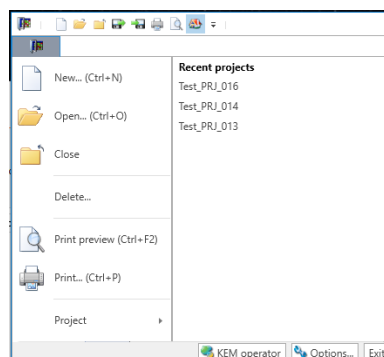 Recent projects
New... (Ctrl+N)
Test_PRJ_016
Test_PRJ_014
Open... (Ctrl+O)
Test_PRJ_013
Close
Delete...
Print preview (Ctrl+F2)
Print... (Ctrl+P)
Project
KEM operator
Options...
Exit